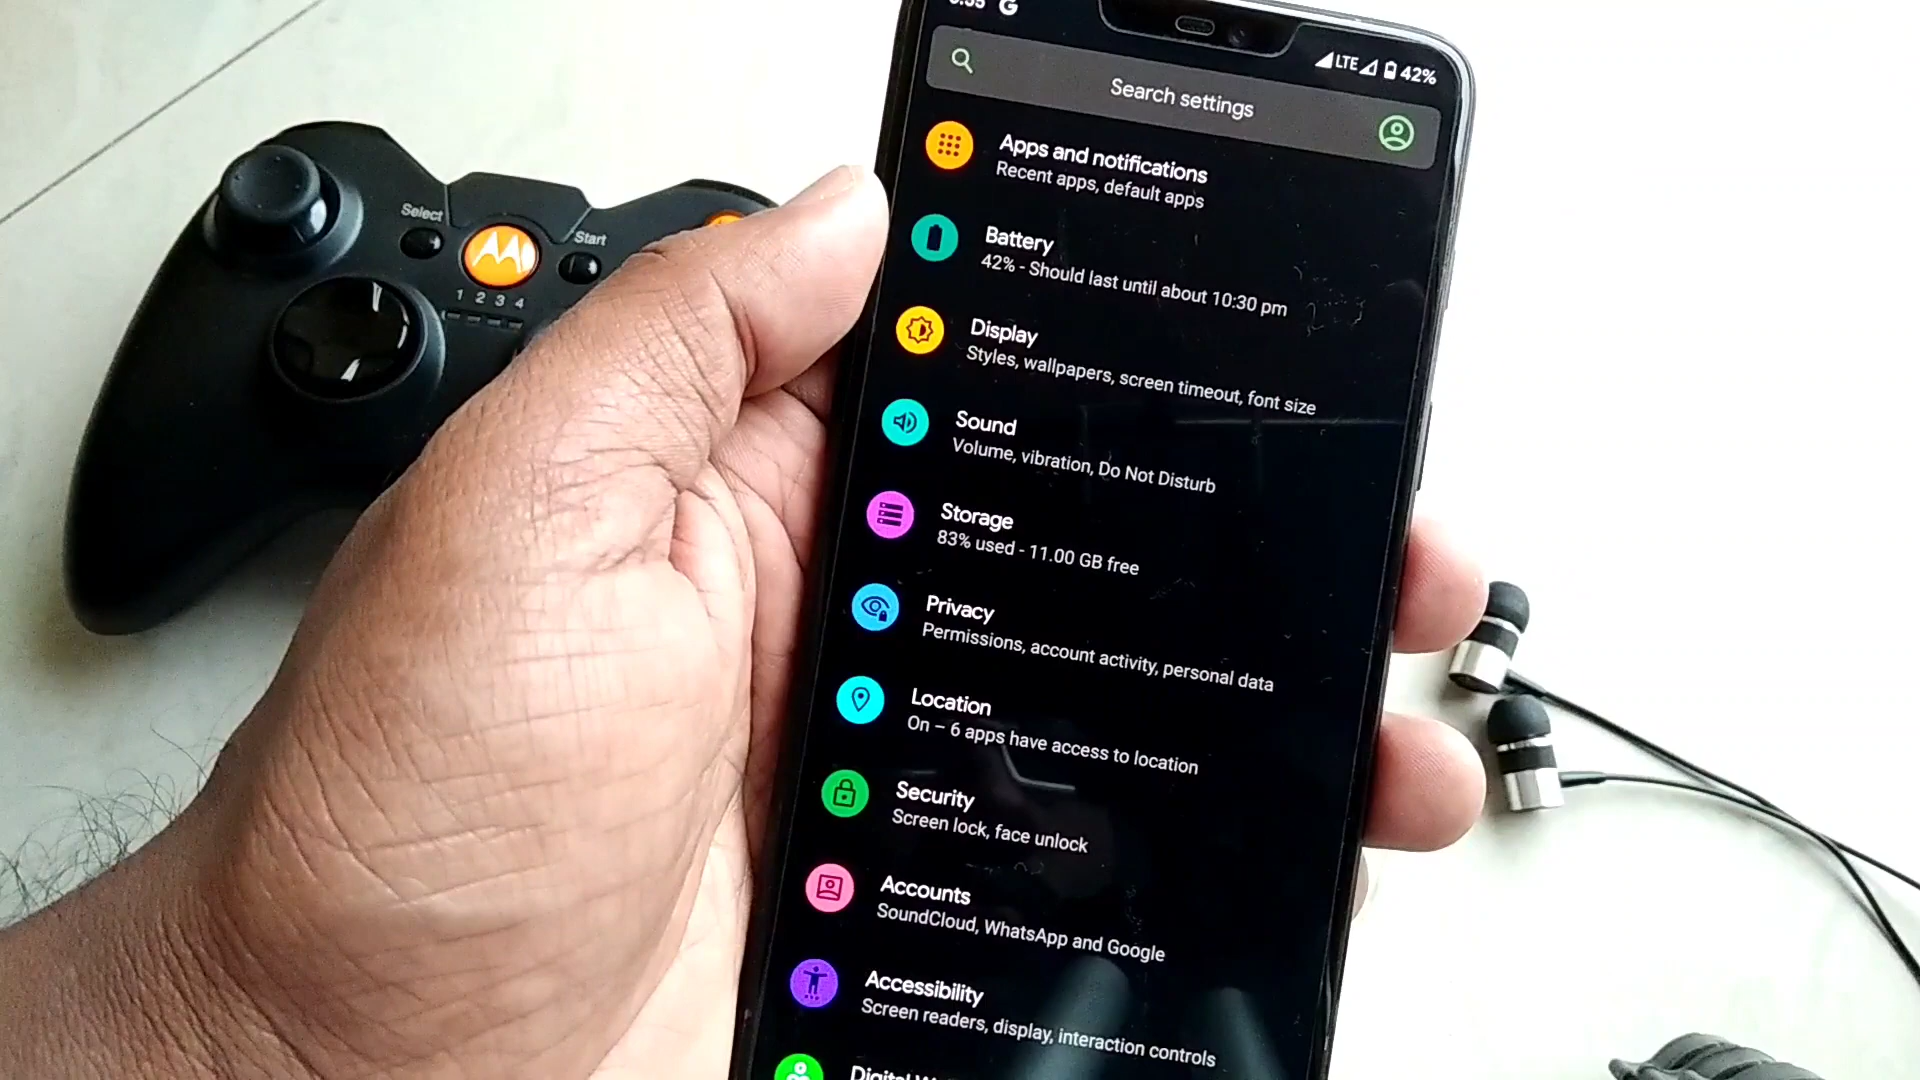 LTE 42%
Search settings
Apps and notifications
Recent apps, default apps
Battery
42% - Should last until about 10:30 pm
Display
Styles, wallpapers, screen timeout, font size
Sound
Volume, vibration, Do Not Disturb
Storage
83% used - 11.00 GB free
Privacy
Permissions, account activity, personal data
Location
On – 6 apps have access to location
Security
Screen lock, face unlock
Accounts
SoundCloud, WhatsApp and Google
Accessibility
Screen readers, display, interaction controls
Digital
Select
Start
1 2 3 4